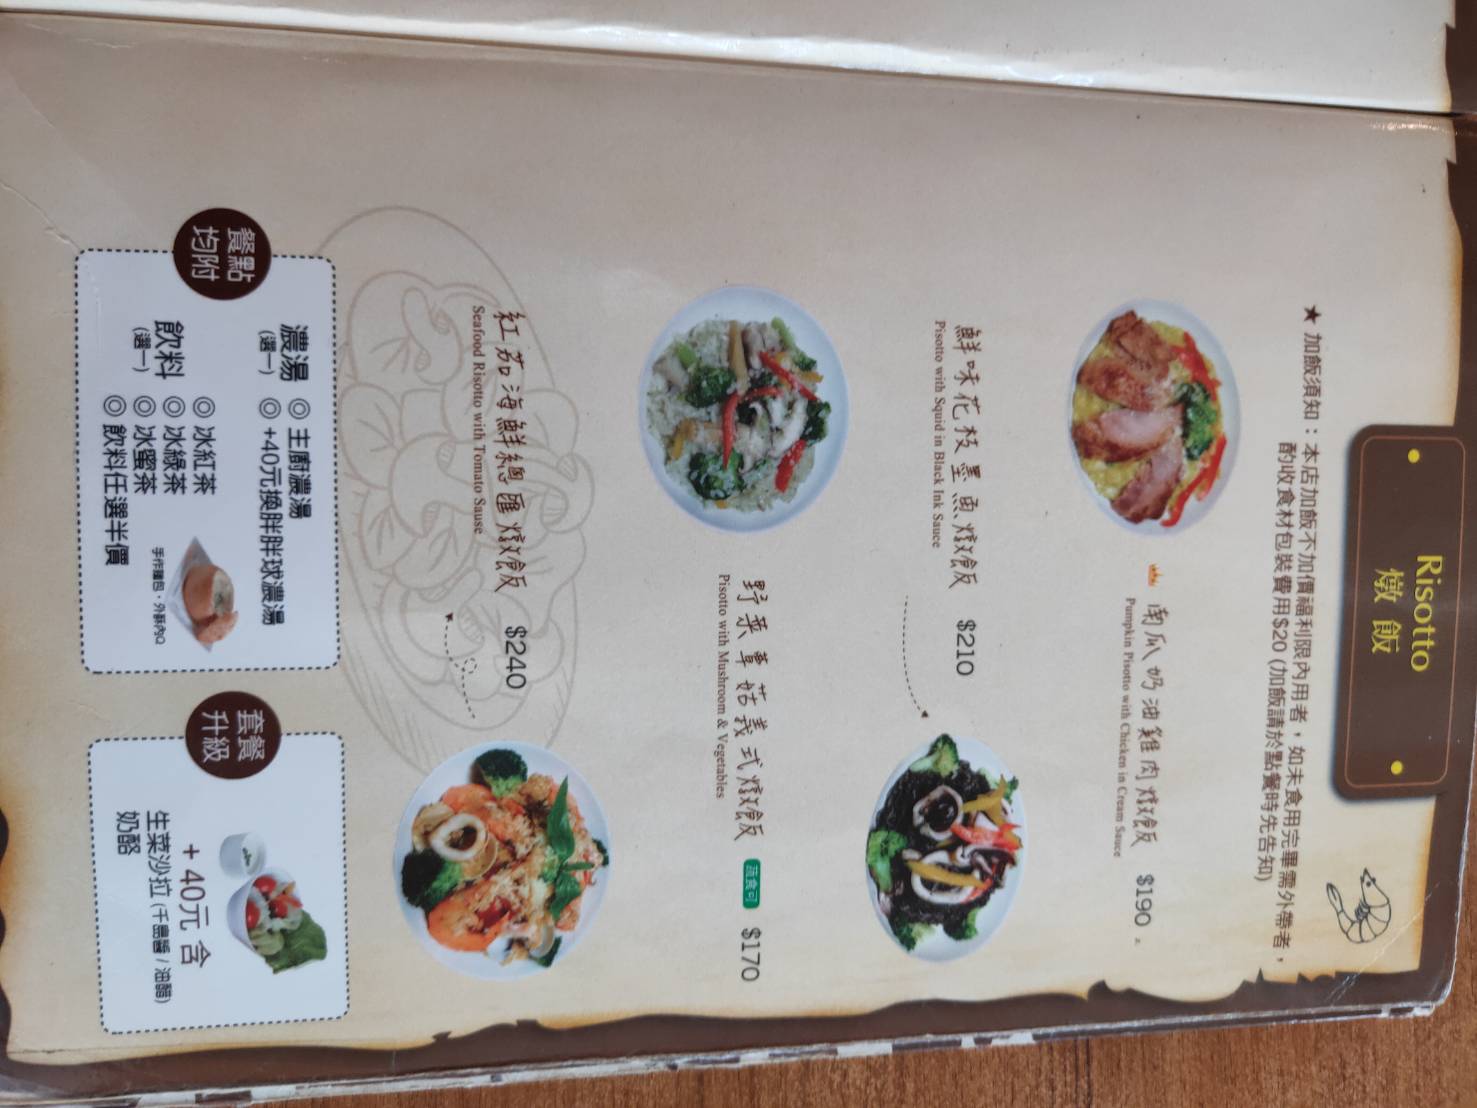 Risotto
燉飯
★ 加飯須知：本店加飯不加價福利限內用者，如未食用完畢需外帶者，
酌收食材包裝費用$20 (加飯請於點餐時先告知)
南瓜奶油雞肉燉飯 $190
Pumpkin Pisotto with Chicken in Cream Sauce
鮮味花枝墨魚燉飯 $210
Pisotto with Squid in Black Ink Sauce
野菜蕈菇義式燉飯 蔬食可 $170
Pisotto with Mushroom & Vegetables
紅茄海鮮總匯燉飯 $240
Seafood Risotto with Tomato Sause
餐點
均附
濃湯 ◎ 主廚濃湯
(選一) ◎ +40元換胖胖球濃湯
手作麵包，外酥內Q
飲料 ◎ 冰紅茶
(選一) ◎ 冰綠茶
◎ 冰蜜茶
◎ 飲料任選半價
套餐
升級
+ 40元 含
生菜沙拉 (千島醬 / 油醋)
奶酪